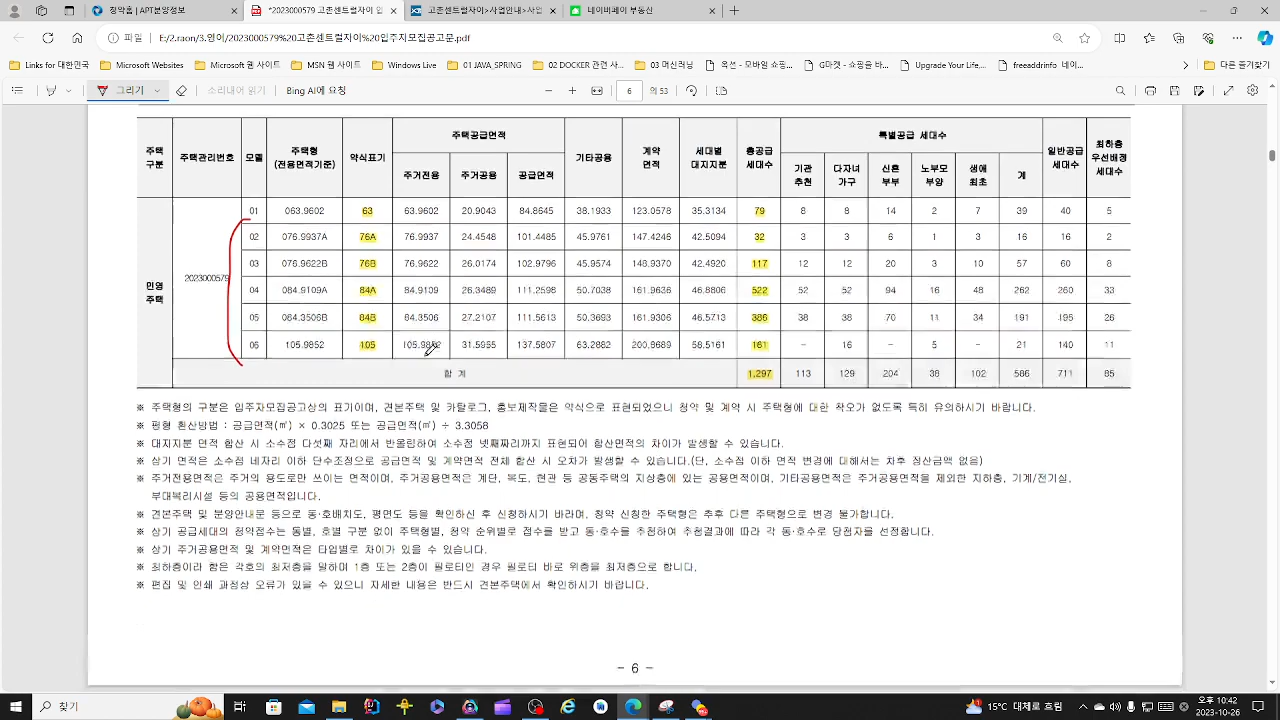 청약홈 | APT분양정보
*2023000579 고촌센트럴자이 입
고촌센트럴자이>사업안내>사업
네이버페이 부동산
파일 E:/2.raon/3.영이/2023000579%20고촌센트럴자이%20입주자모집공고문.pdf
Links for 대한민국 Microsoft Websites Microsoft 웹 사이트 MSN 웹 사이트 Windows Live 01 JAVA,SPRING 02 DOCKER 관련 사... 03 머신러닝 옥션 - 모바일 쇼핑... G마켓 - 쇼핑을 바... Upgrade Your Life,... freeaddrinfo 네이... 다른 즐겨찾기
그리기 소리내어 읽기 Bing AI에 요청 6 의 53
주택 구분 주택관리번호 모델 주택형 (전용면적기준) 약식표기 주택공급면적 기타공용 계약 면적 세대별 대지지분 총공급 세대수 특별공급 세대수 일반공급 세대수 최하층 우선배정 세대수
주거전용 주거공용 공급면적 기관 추천 다자녀 가구 신혼 부부 노부모 부양 생애 최초 계
민영 주택 2023000579
01 063.9602 63 63.9602 20.9043 84.8645 38.1933 123.0578 35.3134 79 8 8 14 2 7 39 40 5
02 076.9937A 76A 76.9937 24.4548 101.4485 45.9761 147.4246 42.5094 32 3 3 6 1 3 16 16 2
03 076.9622B 76B 76.9622 26.0174 102.9796 45.9574 148.9370 42.4920 117 12 12 20 3 10 57 60 8
04 084.9109A 84A 84.9109 26.3489 111.2598 50.7038 161.9636 46.8806 522 52 52 94 16 48 262 260 33
05 084.3506B 84B 84.3506 27.2107 111.5613 50.3693 161.9306 46.5713 386 38 38 70 11 34 191 195 26
06 105.9852 105 105.9852 31.5955 137.5807 63.2882 200.8689 58.5161 161 - 16 - 5 - 21 140 11
합 계 1,297 113 129 204 38 102 586 711 85
※ 주택형의 구분은 입주자모집공고상의 표기이며, 견본주택 및 카탈로그, 홍보제작물은 약식으로 표현되었으니 청약 및 계약 시 주택형에 대한 착오가 없도록 특히 유의하시기 바랍니다.
※ 평형 환산방법 : 공급면적(㎡) × 0.3025 또는 공급면적(㎡) ÷ 3.3058
※ 대지지분 면적 합산 시 소수점 다섯째 자리에서 반올림하여 소수점 넷째짜리까지 표현되어 합산면적의 차이가 발생할 수 있습니다.
※ 상기 면적은 소수점 네자리 이하 단수조정으로 공급면적 및 계약면적 전체 합산 시 오차가 발생할 수 있습니다.(단, 소수점 이하 면적 변경에 대해서는 차후 정산금액 없음)
※ 주거전용면적은 주거의 용도로만 쓰이는 면적이며, 주거공용면적은 계단, 복도, 현관 등 공동주택의 지상층에 있는 공용면적이며, 기타공용면적은 주거공용면적을 제외한 지하층, 기계/전기실,
부대복리시설 등의 공용면적입니다.
※ 견본주택 및 분양안내문 등으로 동·호배치도, 평면도 등을 확인하신 후 신청하시기 바라며, 청약 신청한 주택형은 추후 다른 주택형으로 변경 불가합니다.
※ 상기 공급세대의 청약접수는 동별, 호별 구분 없이 주택형별, 청약 순위별로 접수를 받고 동·호수를 추첨하여 추첨결과에 따라 각 동·호수로 당첨자를 선정합니다.
※ 상기 주거공용면적 및 계약면적은 타입별로 차이가 있을 수 있습니다.
※ 최하층이라 함은 각호의 최저층을 말하며 1층 또는 2층이 필로티인 경우 필로티 바로 위층을 최저층으로 합니다.
※ 편집 및 인쇄 과정상 오류가 있을 수 있으니 자세한 내용은 반드시 견본주택에서 확인하시기 바랍니다.
- 6 -
찾기 15℃ 대체로 흐림 오후 10:42
2023-10-26